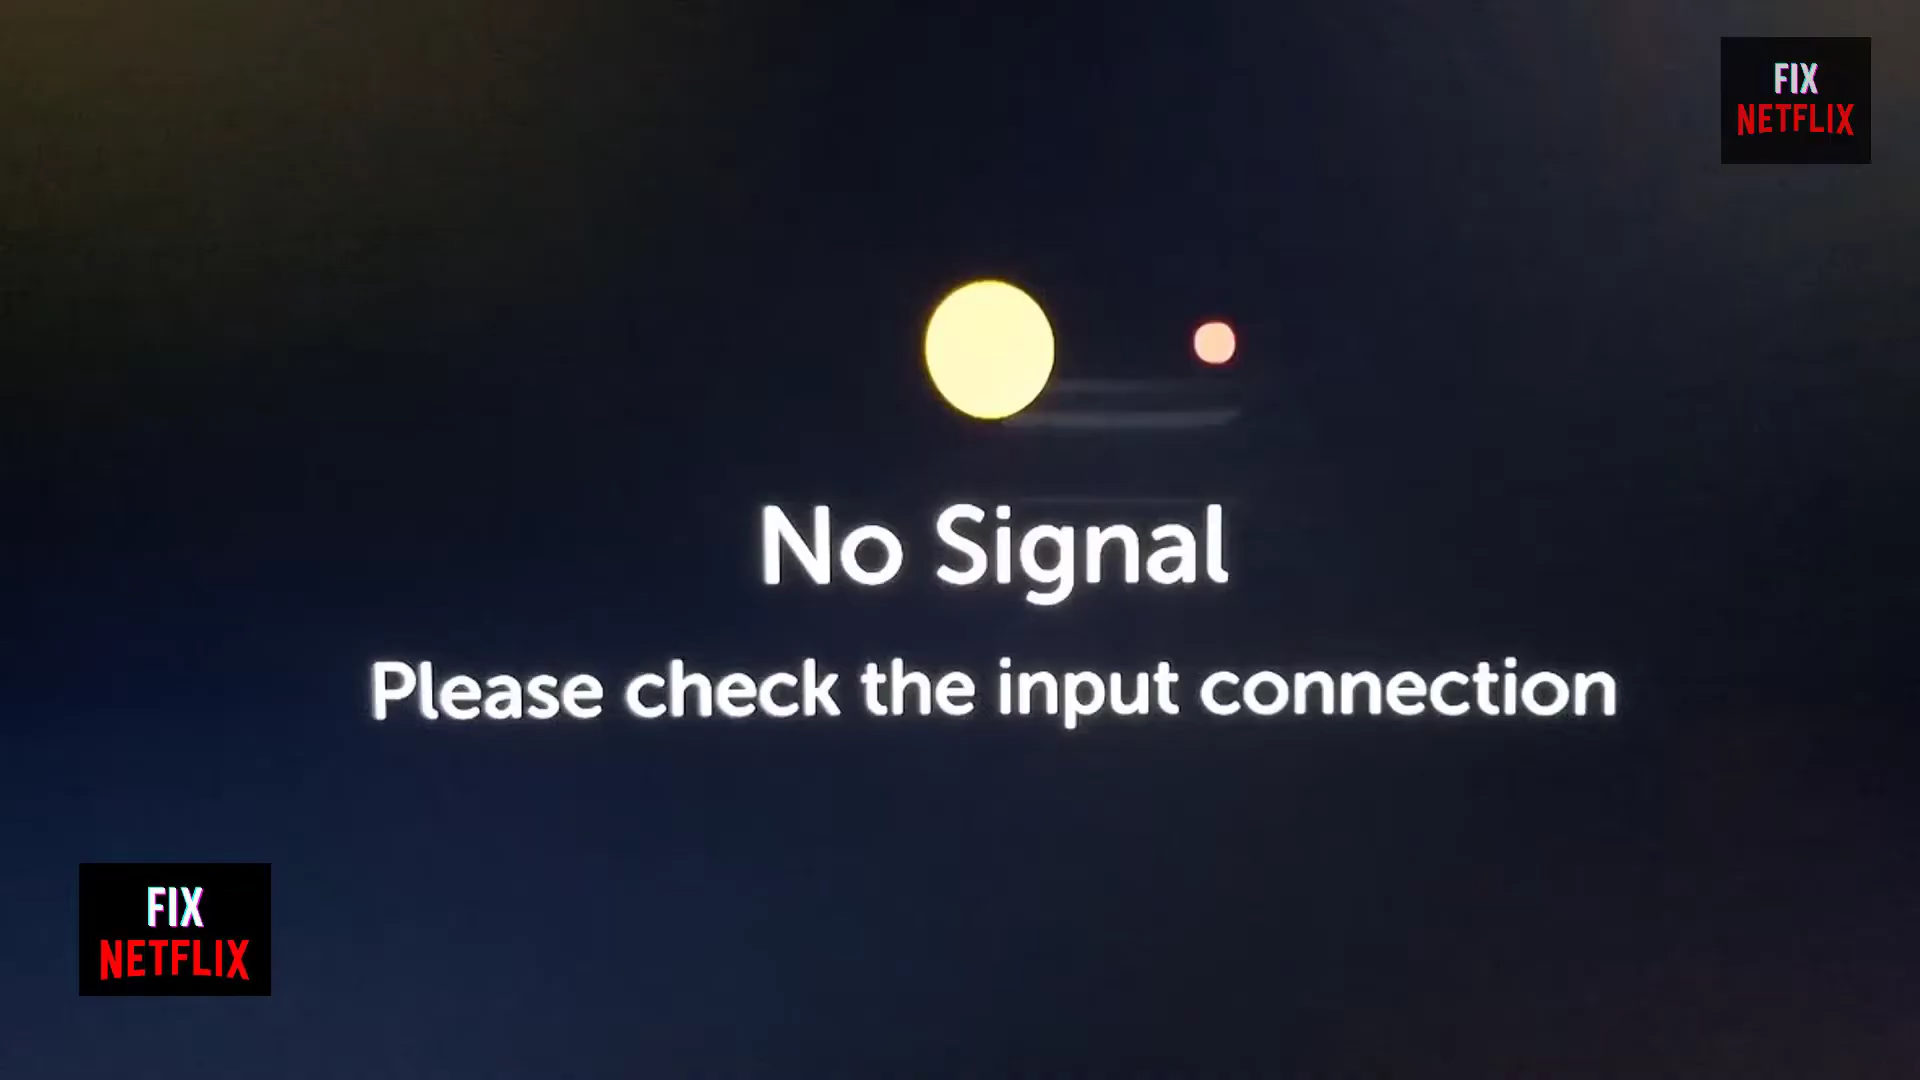 FIX
NETFLIX
No Signal
Please check the input connection
FIX
NETFLIX